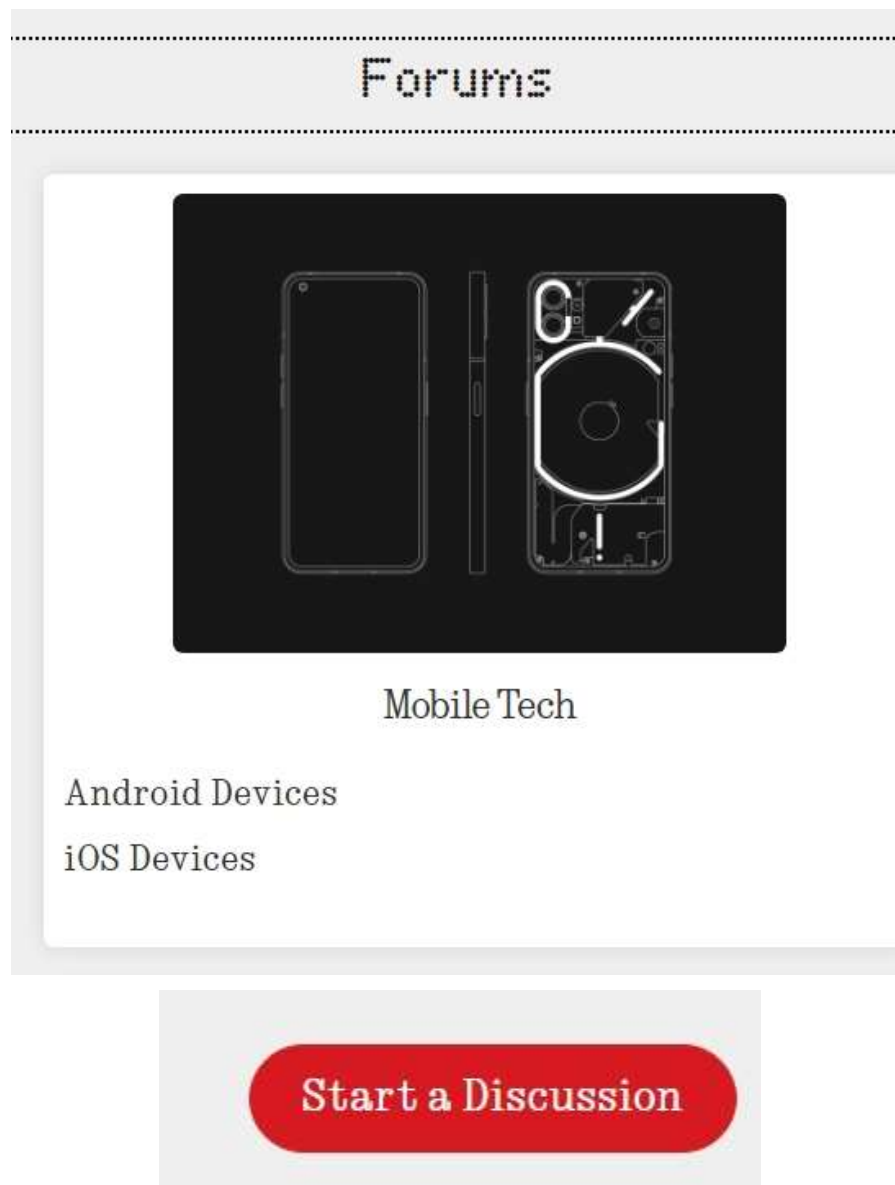 Forums
Mobile Tech
Android Devices
iOS Devices
Start a Discussion